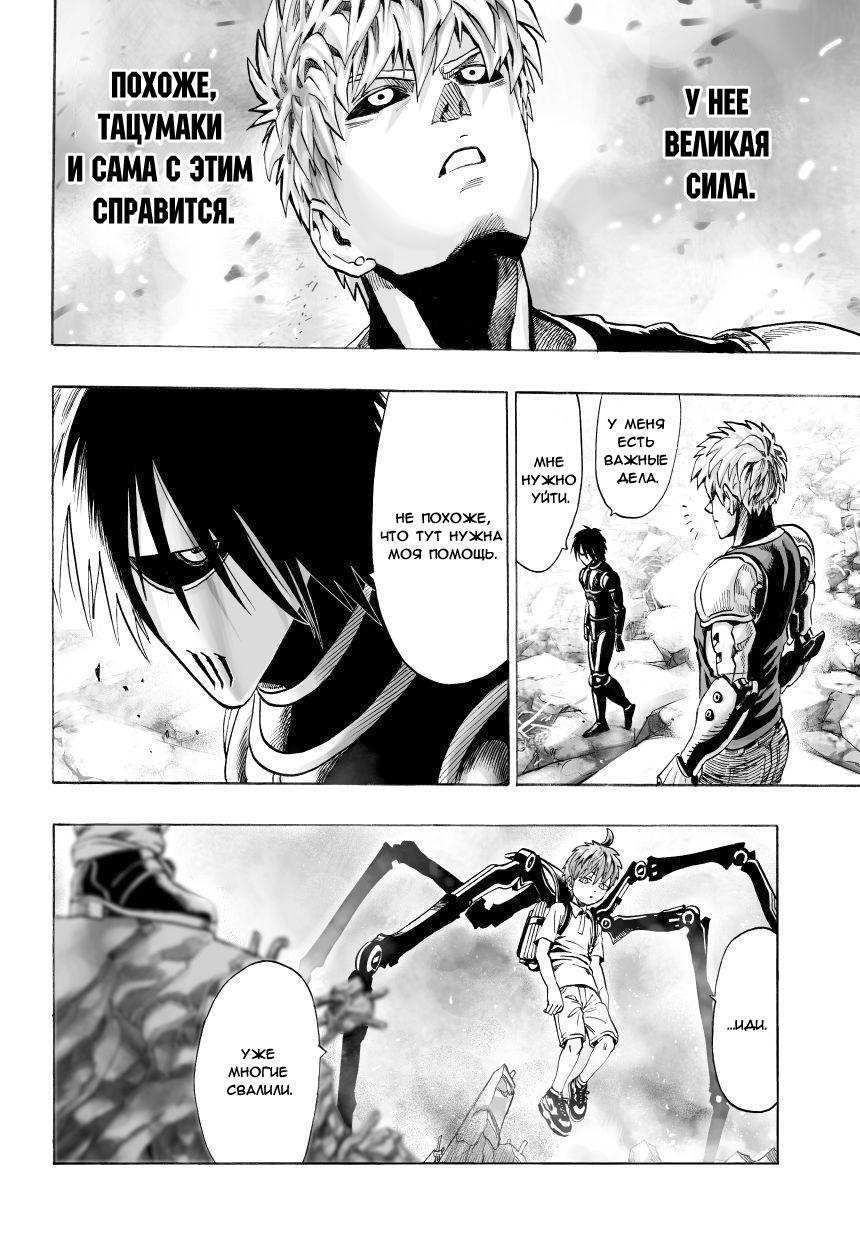 У НЕЕ
ВЕЛИКАЯ
СИЛА.
ПОХОЖЕ,
ТАЦУМАКИ
И САМА С ЭТИМ
СПРАВИТСЯ.
У МЕНЯ
ЕСТЬ
ВАЖНЫЕ
ДЕЛА.
МНЕ
НУЖНО
УЙТИ.
НЕ ПОХОЖЕ,
ЧТО ТУТ НУЖНА
МОЯ ПОМОЩЬ.
...ИДИ.
УЖЕ
МНОГИЕ
СВАЛИЛИ.